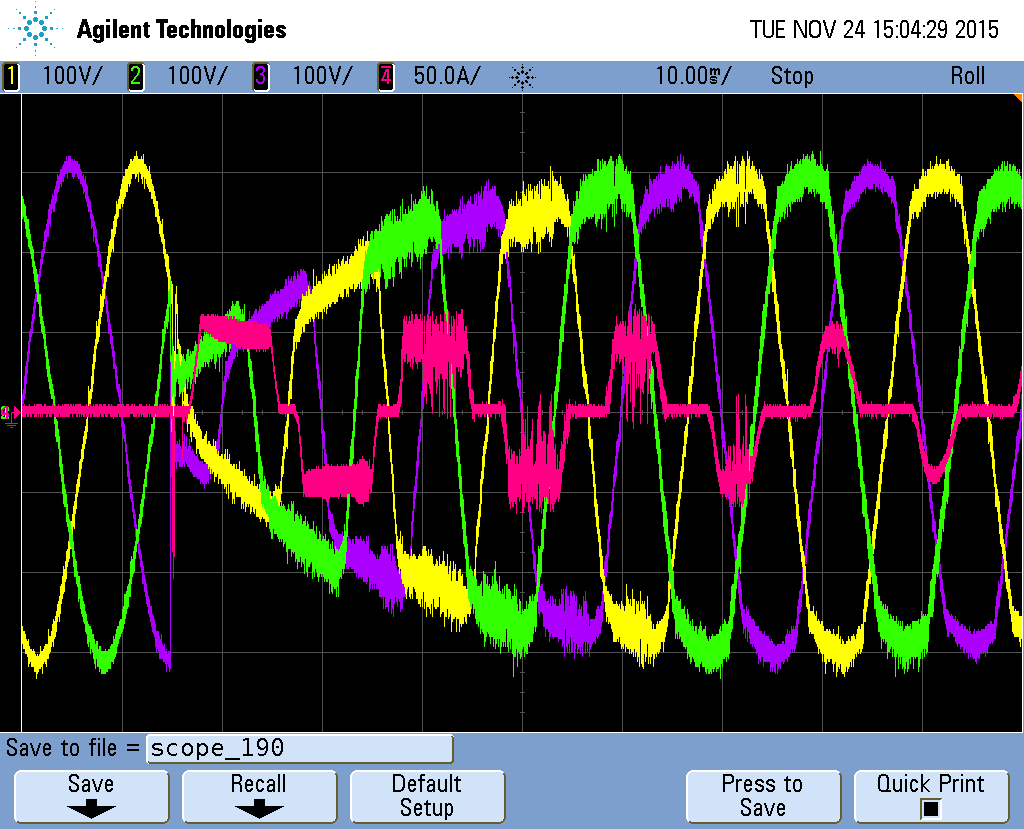 Agilent Technologies TUE NOV 24 15:04:29 2015
1 100V/ 2 100V/ 3 100V/ 4 50.0A/ 10.00ms/ Stop Roll
Save to file = scope_190
Save Recall Default Setup Press to Save Quick Print